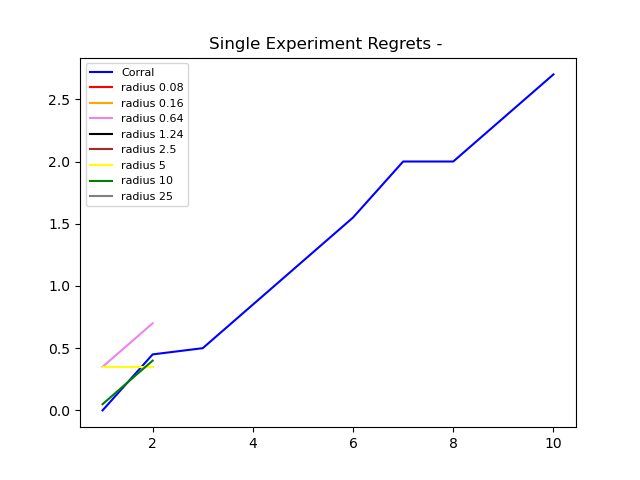 Single Experiment Regrets -
Corral
radius 0.08
radius 0.16
radius 0.64
radius 1.24
radius 2.5
radius 5
radius 10
radius 25
2.5
2.0
1.5
1.0
0.5
0.0
2 4 6 8 10